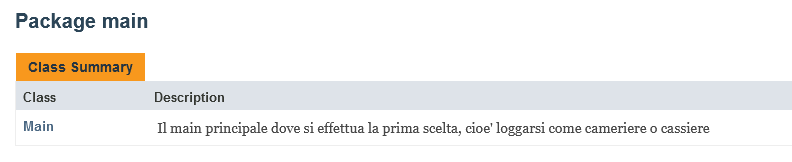 Package main
Class Summary
Class Description
Main Il main principale dove si effettua la prima scelta, cioe' loggarsi come cameriere o cassiere